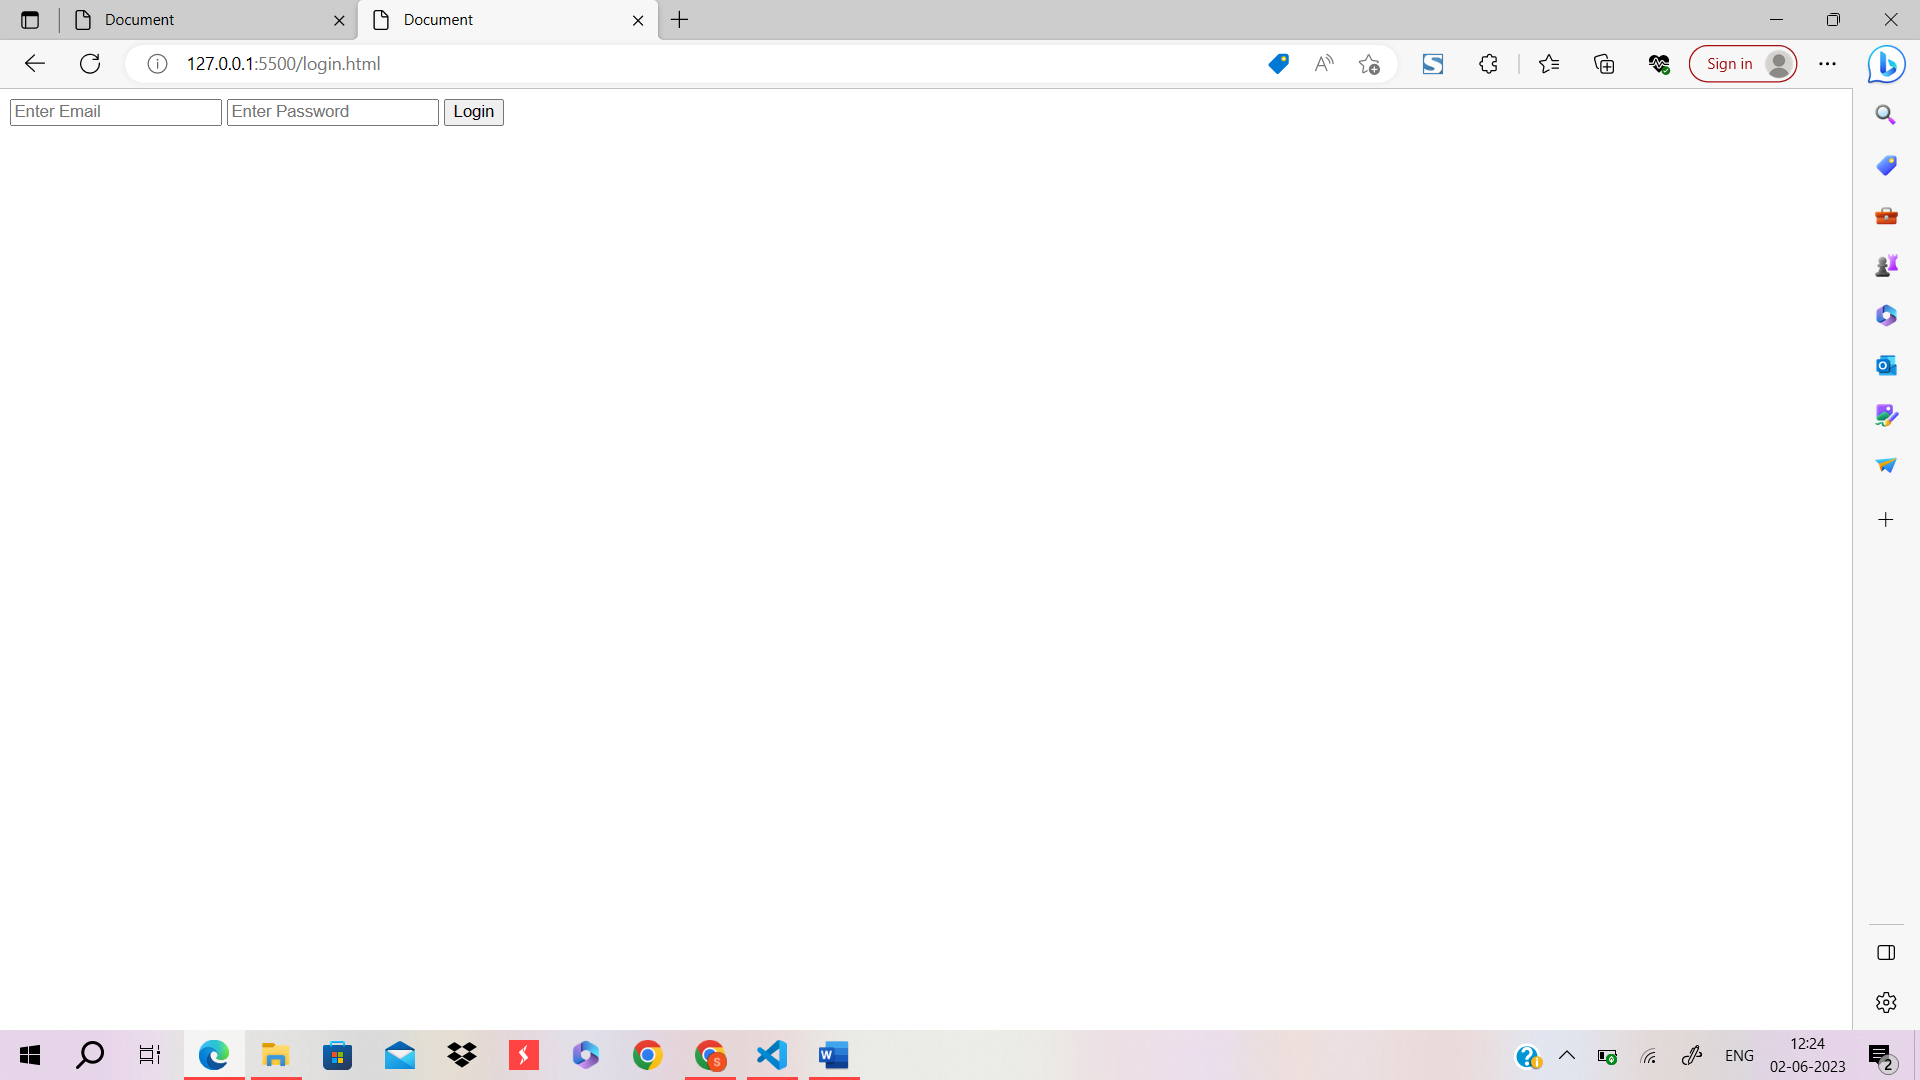 Document
Document
127.0.0.1:5500/login.html
Sign in
Enter Email
Enter Password
Login
ENG
12:24
02-06-2023
2